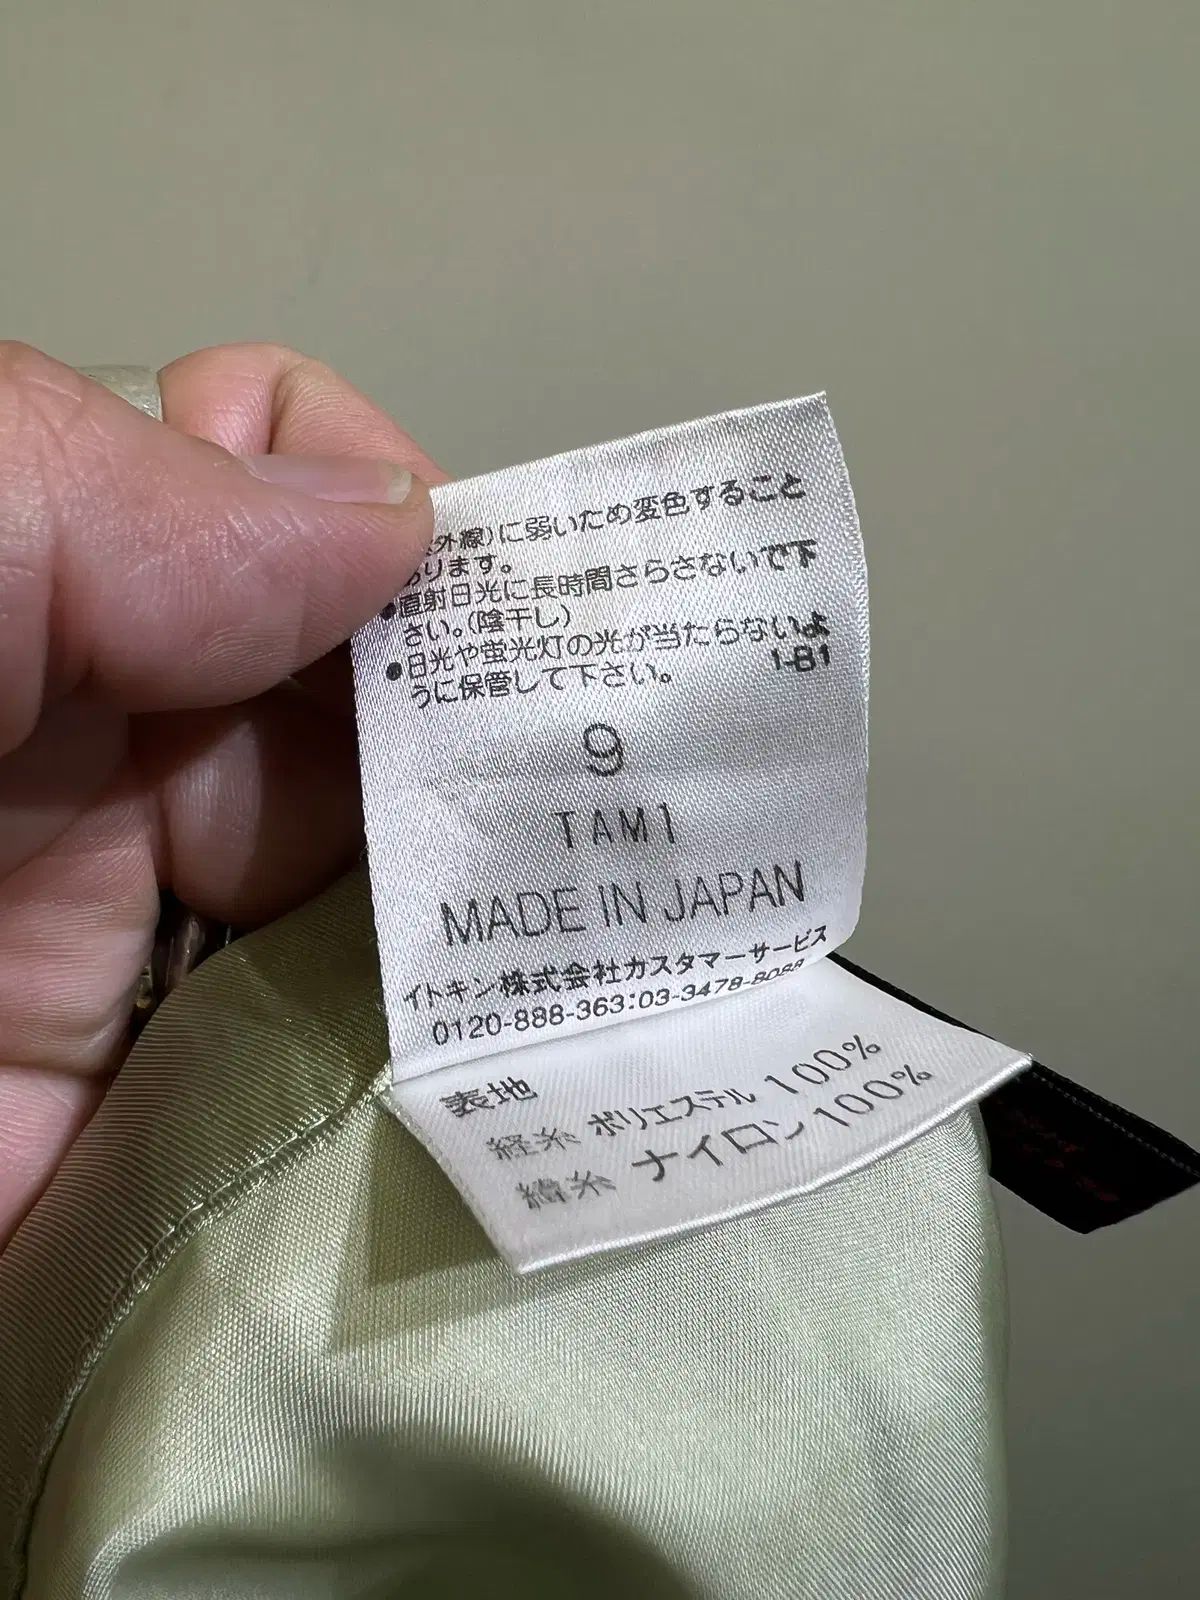 外線)に弱いため変色すること
あります。
●直射日光に長時間さらさないで下
さい。(陰干し)
●日光や蛍光灯の光が当たらないよ
うに保管して下さい。
1-B1
9
TAM1
MADE IN JAPAN
イトキン株式会社カスタマーサービス
0120-888-363:03-3478-8088
表地
経糸 ポリエステル 100%
緯糸 ナイロン 100%